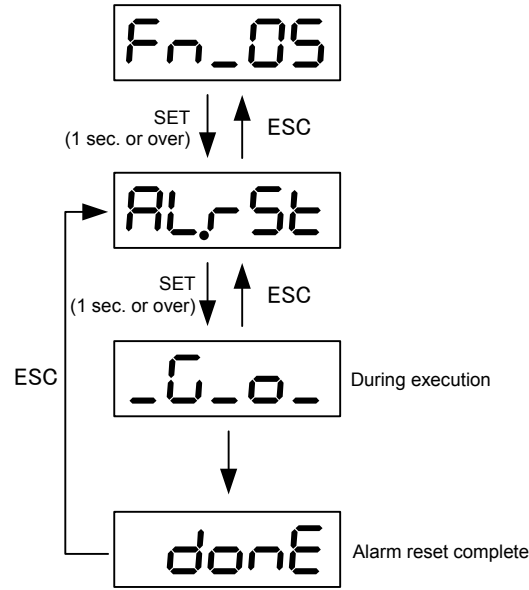 Fn_05
SET
(1 sec. or over)
ESC
AL.rSt
SET
(1 sec. or over)
ESC
ESC
_G_o_
During execution
donE
Alarm reset complete